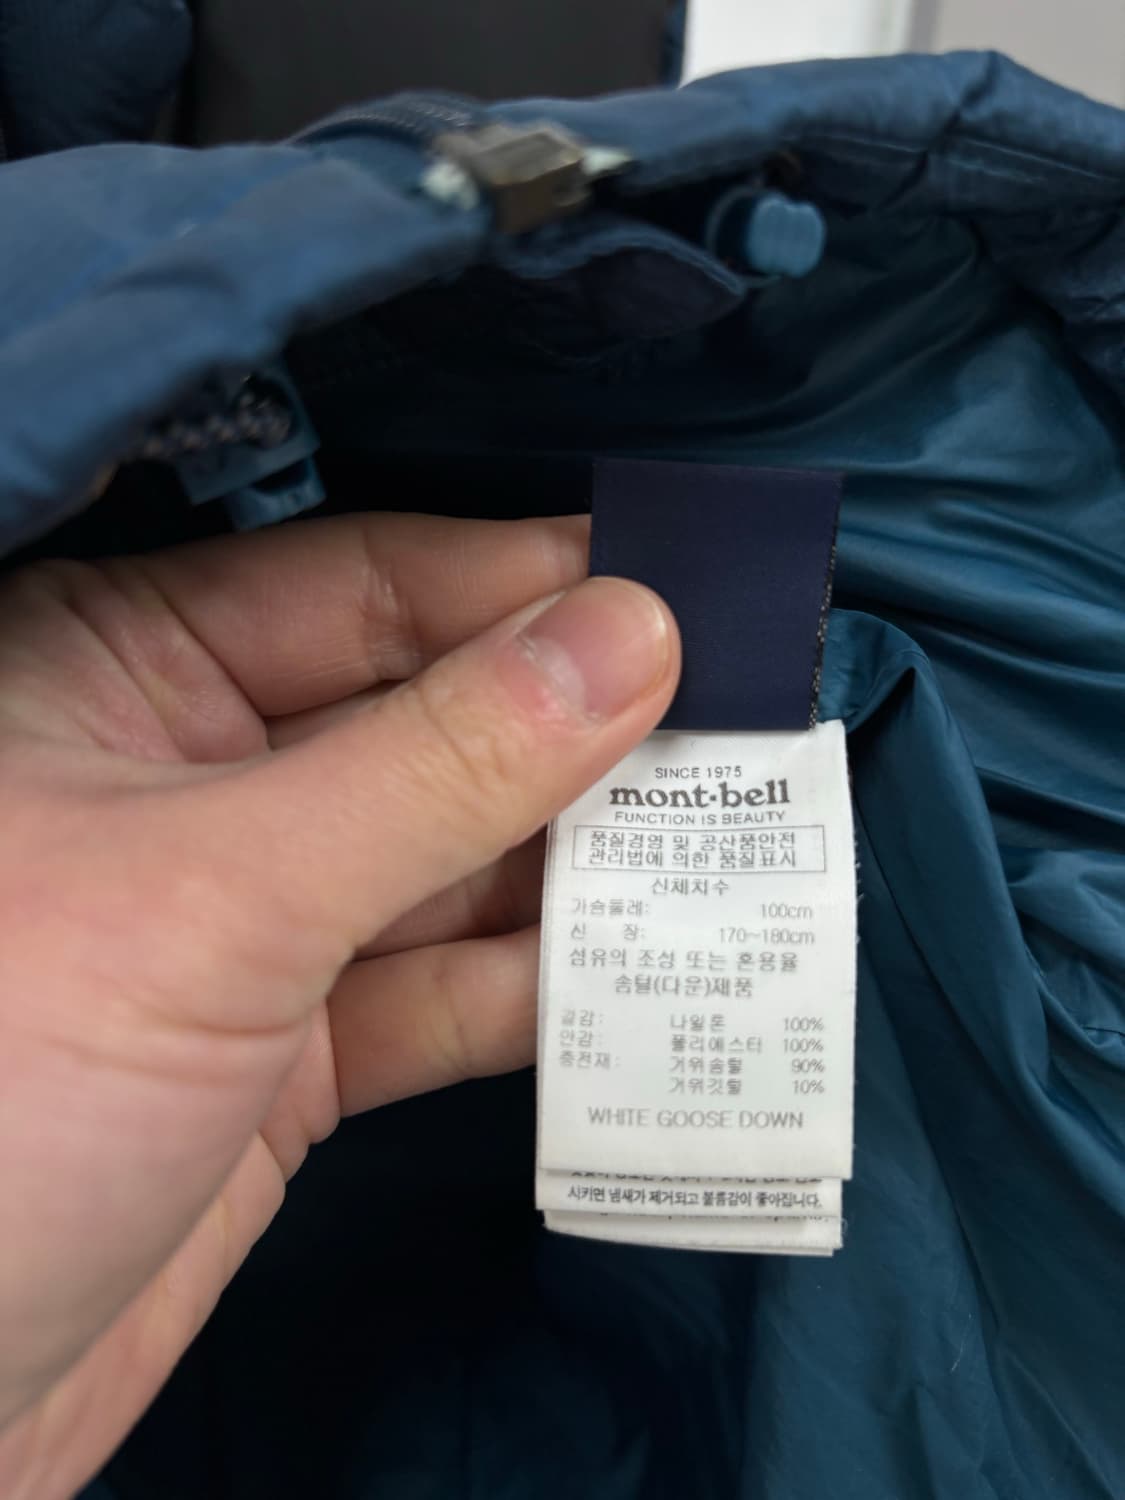 SINCE 1975
mont-bell
FUNCTION IS BEAUTY
품질경영 및 공산품안전
관리법에 의한 품질표시
신체치수
가슴둘레: 100cm
신 장: 170~180cm
섬유의 조성 또는 혼용율
솜털(다운)제품
겉감: 나일론 100%
안감: 폴리에스터 100%
충전재: 거위솜털 90%
거위깃털 10%
WHITE GOOSE DOWN
시키면 냄새가 제거되고 볼륨감이 좋아집니다.